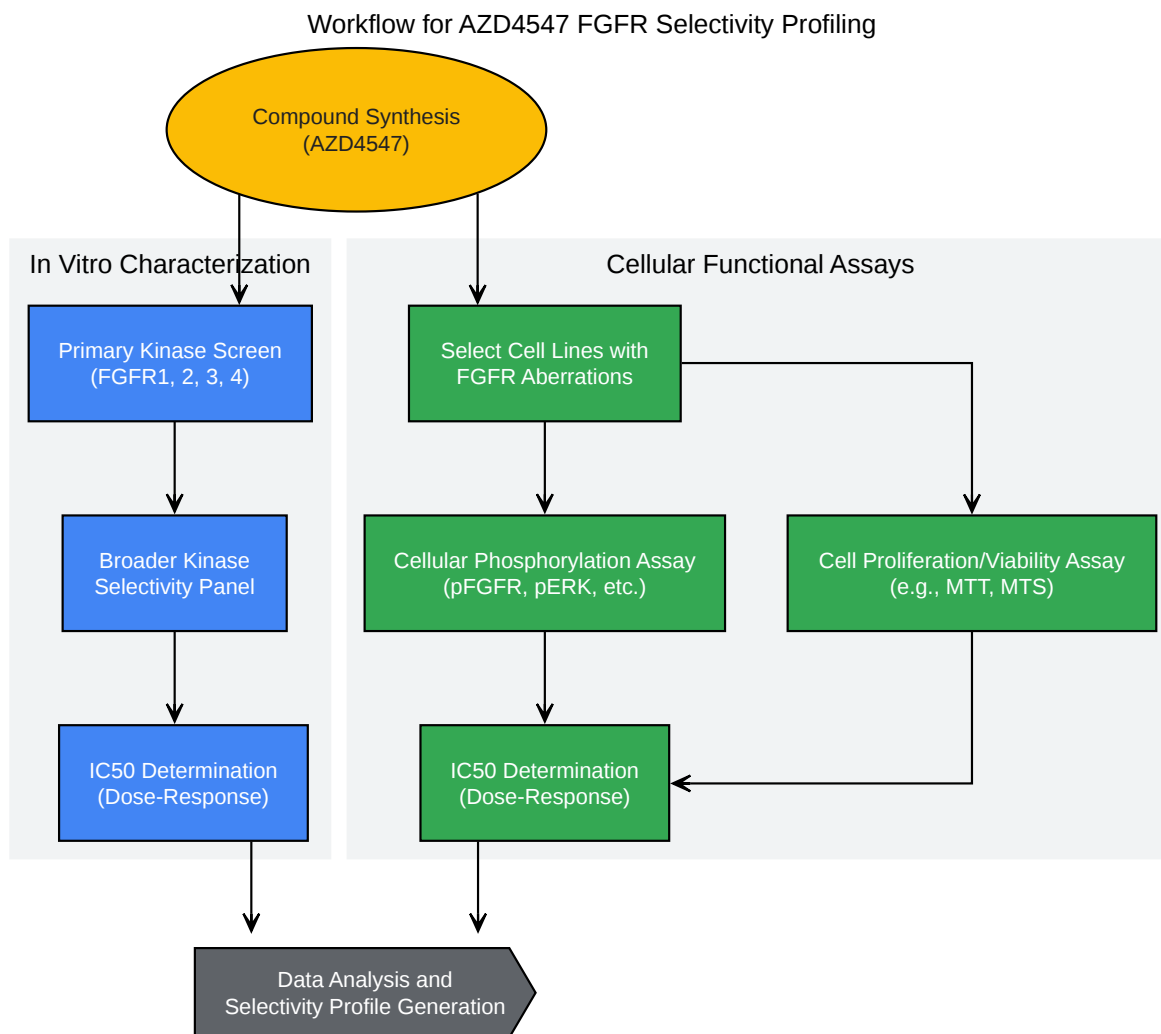 Workflow for AZD4547 FGFR Selectivity Profiling
Compound Synthesis
(AZD4547)
In Vitro Characterization
Cellular Functional Assays
Primary Kinase Screen
(FGFR1, 2, 3, 4)
Select Cell Lines with
FGFR Aberrations
Broader Kinase
Selectivity Panel
Cellular Phosphorylation Assay
(pFGFR, pERK, etc.)
Cell Proliferation/Viability Assay
(e.g., MTT, MTS)
IC50 Determination
(Dose-Response)
IC50 Determination
(Dose-Response)
Data Analysis and
Selectivity Profile Generation